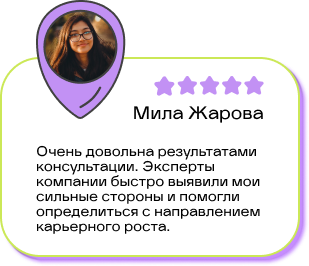 Мила Жарова
Очень довольна результатами
консультации. Эксперты
компании быстро выявили мои
сильные стороны и помогли
определиться с направлением
карьерного роста.